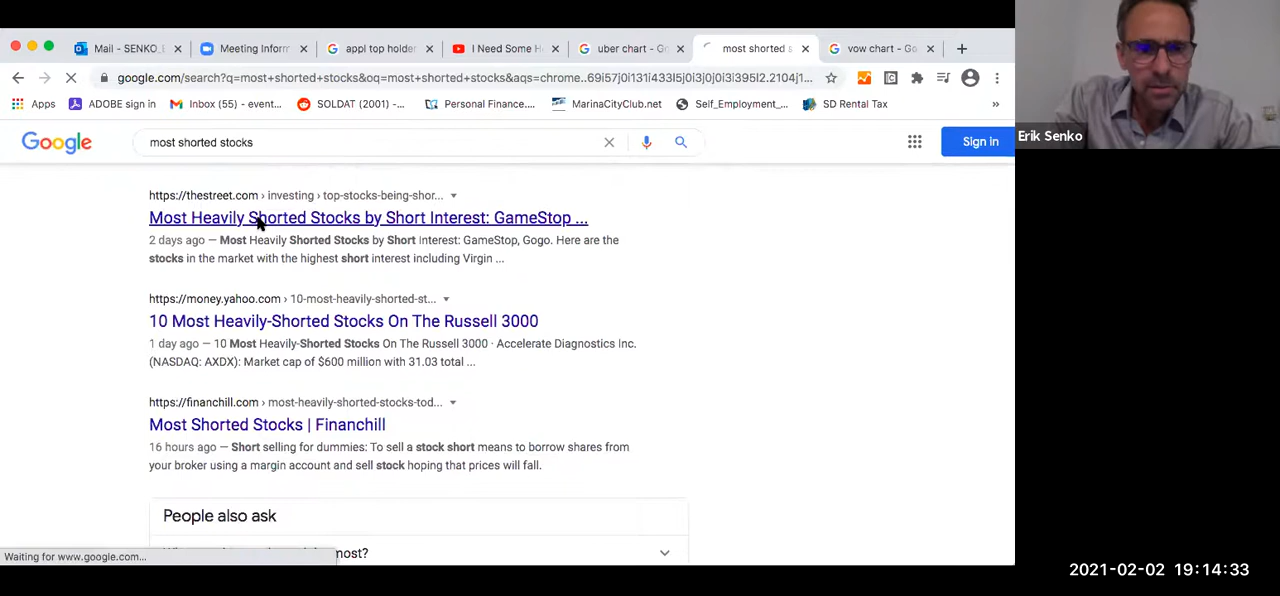 Mail - SENKO_
Meeting Inform
appl top holder
I Need Some H
uber chart - G
most shorted s
vow chart - Go
google.com/search?q=most+shorted+stocks&oq=most+shorted+stocks&aqs=chrome..69i57j0i131i433l5j0i3j0j0i3i395l2.2104j1...
Apps
ADOBE sign in
Inbox (55) - event...
SOLDAT (2001) -...
Personal Finance....
MarinaCityClub.net
Self_Employment_...
SD Rental Tax
»
Erik Senko
Google
most shorted stocks
Sign in
https://thestreet.com › investing › top-stocks-being-shor...
Most Heavily Shorted Stocks by Short Interest: GameStop ...
2 days ago — Most Heavily Shorted Stocks by Short Interest: GameStop, Gogo. Here are the
stocks in the market with the highest short interest including Virgin ...
https://money.yahoo.com › 10-most-heavily-shorted-st...
10 Most Heavily-Shorted Stocks On The Russell 3000
1 day ago — 10 Most Heavily-Shorted Stocks On The Russell 3000 · Accelerate Diagnostics Inc.
(NASDAQ: AXDX): Market cap of $600 million with 31.03 total ...
https://financhill.com › most-heavily-shorted-stocks-tod...
Most Shorted Stocks | Financhill
16 hours ago — Short selling for dummies: To sell a stock short means to borrow shares from
your broker using a margin account and sell stock hoping that prices will fall.
People also ask
most?
Waiting for www.google.com...
2021-02-02 19:14:33